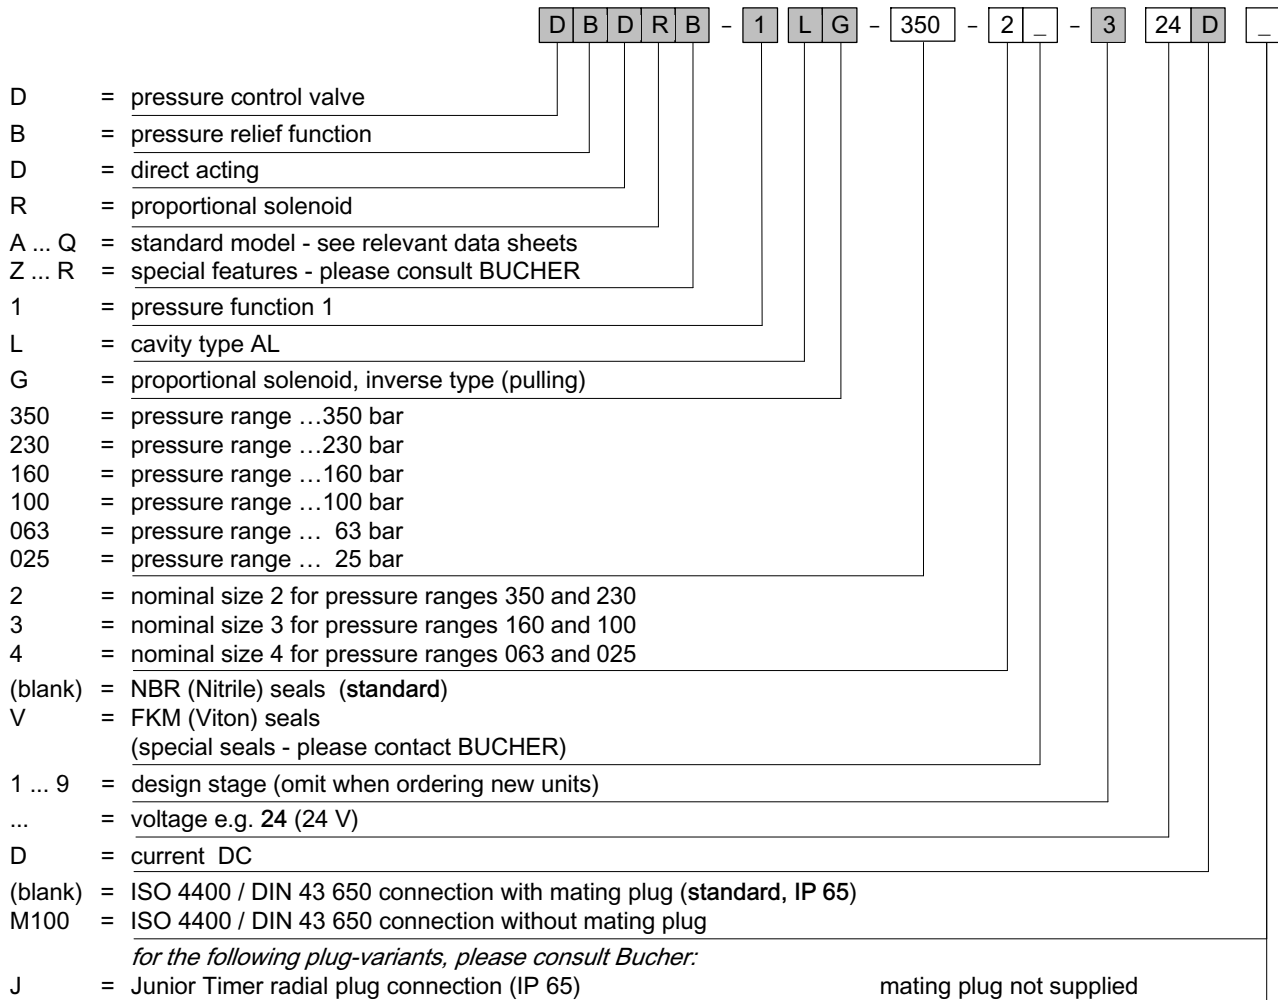 D B D R B – 1 L G – 350 – 2 _ – 3 24 D _
D = pressure control valve
B = pressure relief function
D = direct acting
R = proportional solenoid
A ... Q = standard model - see relevant data sheets
Z ... R = special features - please consult BUCHER
1 = pressure function 1
L = cavity type AL
G = proportional solenoid, inverse type (pulling)
350 = pressure range …350 bar
230 = pressure range …230 bar
160 = pressure range …160 bar
100 = pressure range …100 bar
063 = pressure range … 63 bar
025 = pressure range … 25 bar
2 = nominal size 2 for pressure ranges 350 and 230
3 = nominal size 3 for pressure ranges 160 and 100
4 = nominal size 4 for pressure ranges 063 and 025
(blank) = NBR (Nitrile) seals (standard)
V = FKM (Viton) seals
(special seals - please contact BUCHER)
1 ... 9 = design stage (omit when ordering new units)
... = voltage e.g. 24 (24 V)
D = current DC
(blank) = ISO 4400 / DIN 43 650 connection with mating plug (standard, IP 65)
M100 = ISO 4400 / DIN 43 650 connection without mating plug
for the following plug-variants, please consult Bucher:
J = Junior Timer radial plug connection (IP 65) mating plug not supplied